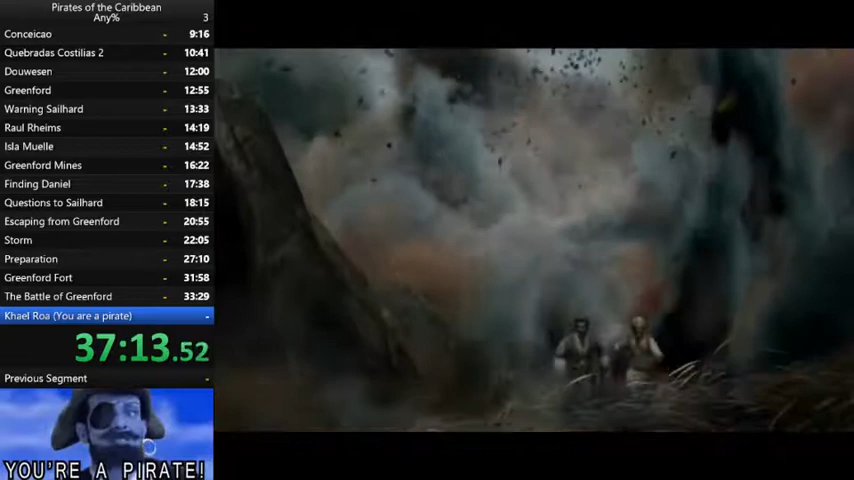 Pirates of the Caribbean
Any% 3
Conceicao - 9:16
Quebradas Costilias 2 - 10:41
Douwesen - 12:00
Greenford - 12:55
Warning Sailhard - 13:33
Raul Rheims - 14:19
Isla Muelle - 14:52
Greenford Mines - 16:22
Finding Daniel - 17:38
Questions to Sailhard - 18:15
Escaping from Greenford - 20:55
Storm - 22:05
Preparation - 27:10
Greenford Fort - 31:58
The Battle of Greenford - 33:29
Khael Roa (You are a pirate) -
37:13.52
Previous Segment -
YOU'RE A PIRATE!